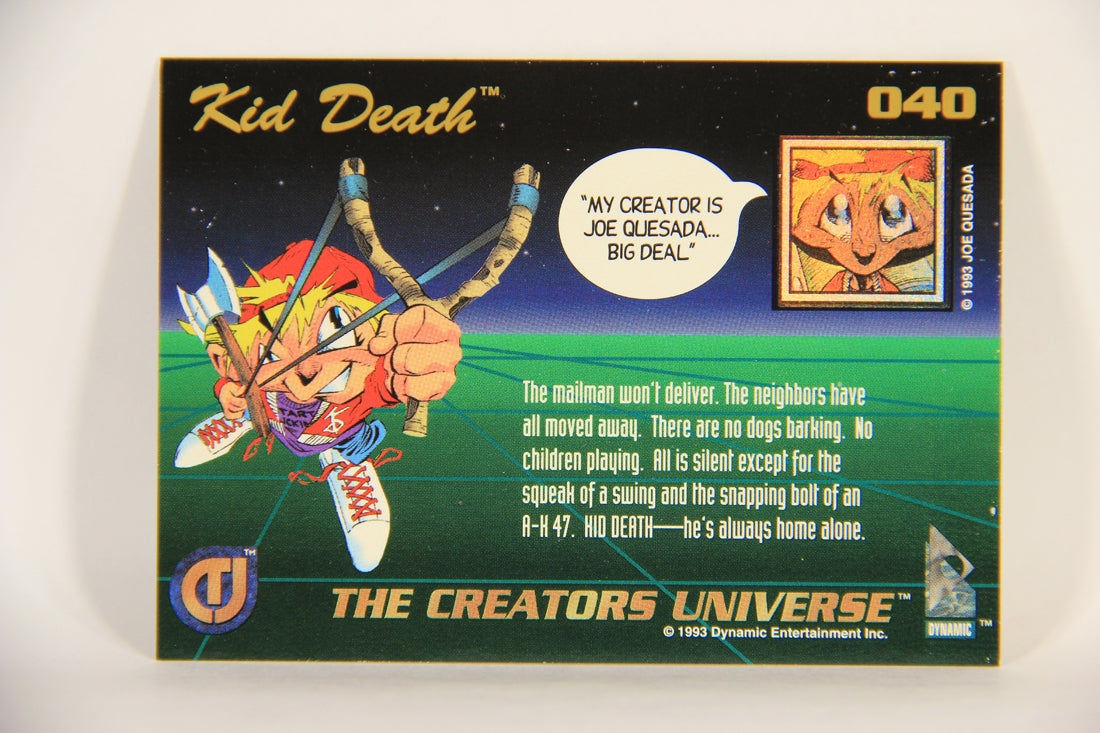 Kid Death™
040
"MY CREATOR IS
JOE QUESADA...
BIG DEAL"
© 1993 JOE QUESADA
The mailman won't deliver. The neighbors have
all moved away. There are no dogs barking. No
children playing. All is silent except for the
squeak of a swing and the snapping bolt of an
A-K 47. KID DEATH—he's always home alone.
THE CREATORS UNIVERSE™
© 1993 Dynamic Entertainment Inc.
TM
DYNAMIC ™